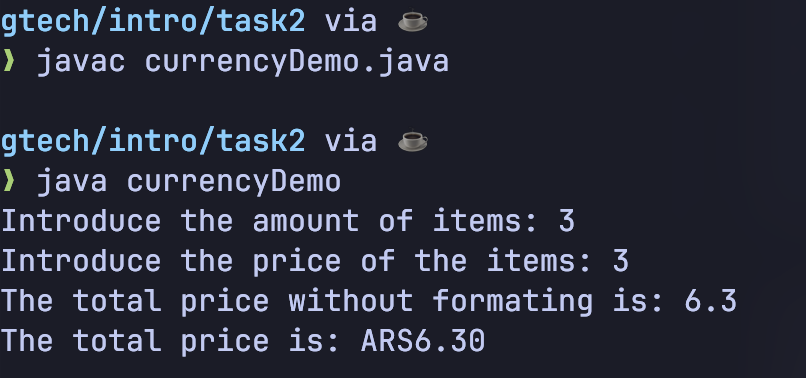 gtech/intro/task2 via ☕
❱ javac currencyDemo.java
gtech/intro/task2 via ☕
❱ java currencyDemo
Introduce the amount of items: 3
Introduce the price of the items: 3
The total price without formating is: 6.3
The total price is: ARS6.30